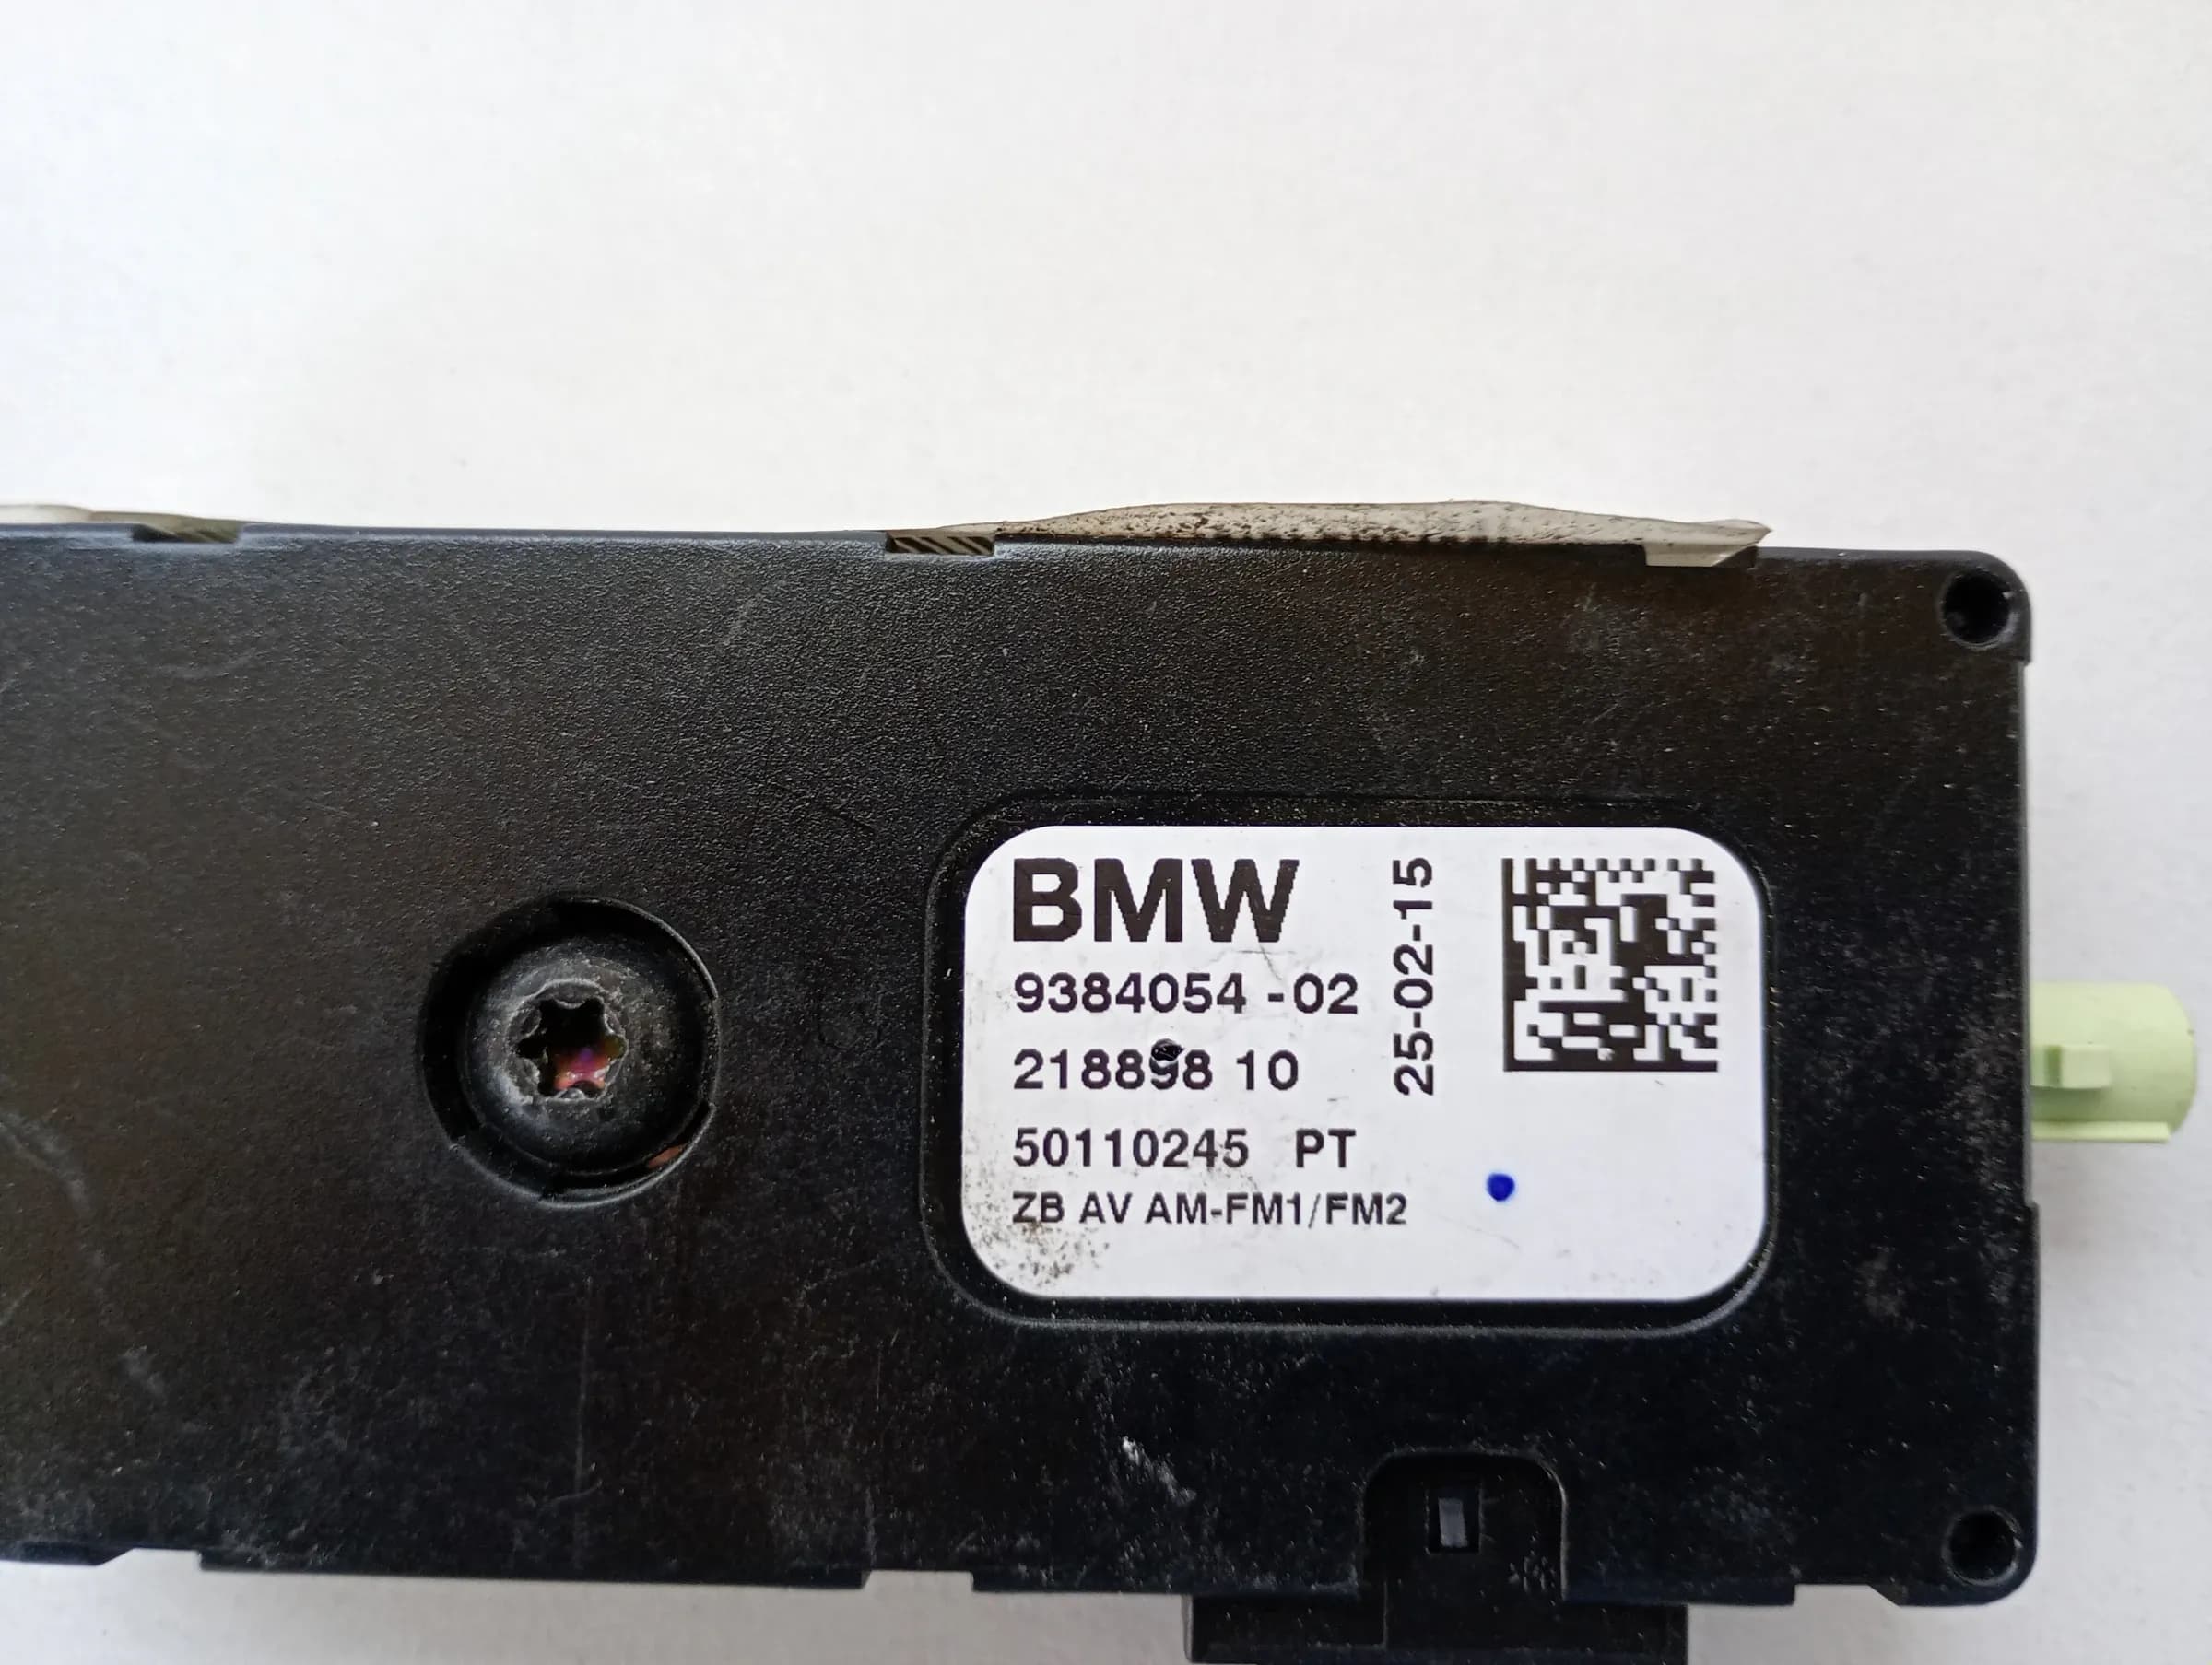 BMW
9384054 -02
218898 10
50110245 PT
ZB AV AM-FM1/FM2
25-02-15